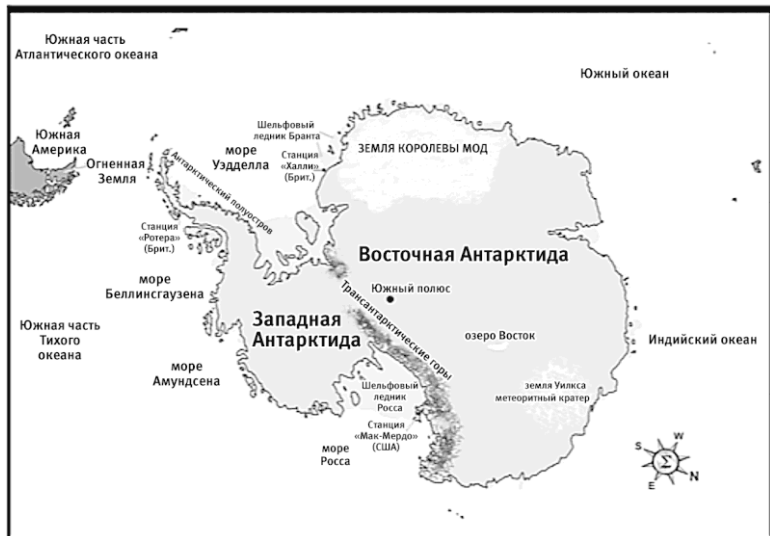 Южная часть
Атлантического океана
Южный океан
Южная
Америка
Огненная
Земля
Шельфовый
ледник Бранта
море
Уэдделла
Станция
«Халли»
(Брит.)
ЗЕМЛЯ КОРОЛЕВЫ МОД
Антарктический полуостров
Станция
«Ротера»
(Брит.)
Восточная Антарктида
море
Беллинсгаузена
Южный полюс
Трансантарктические горы
Западная
Антарктида
Южная часть
Тихого
океана
озеро Восток
Индийский океан
море
Амундсена
Шельфовый
ледник
Росса
земля Уилкса
метеоритный кратер
Станция
«Мак-Мердо»
(США)
море
Росса
S
W
Σ
E
N